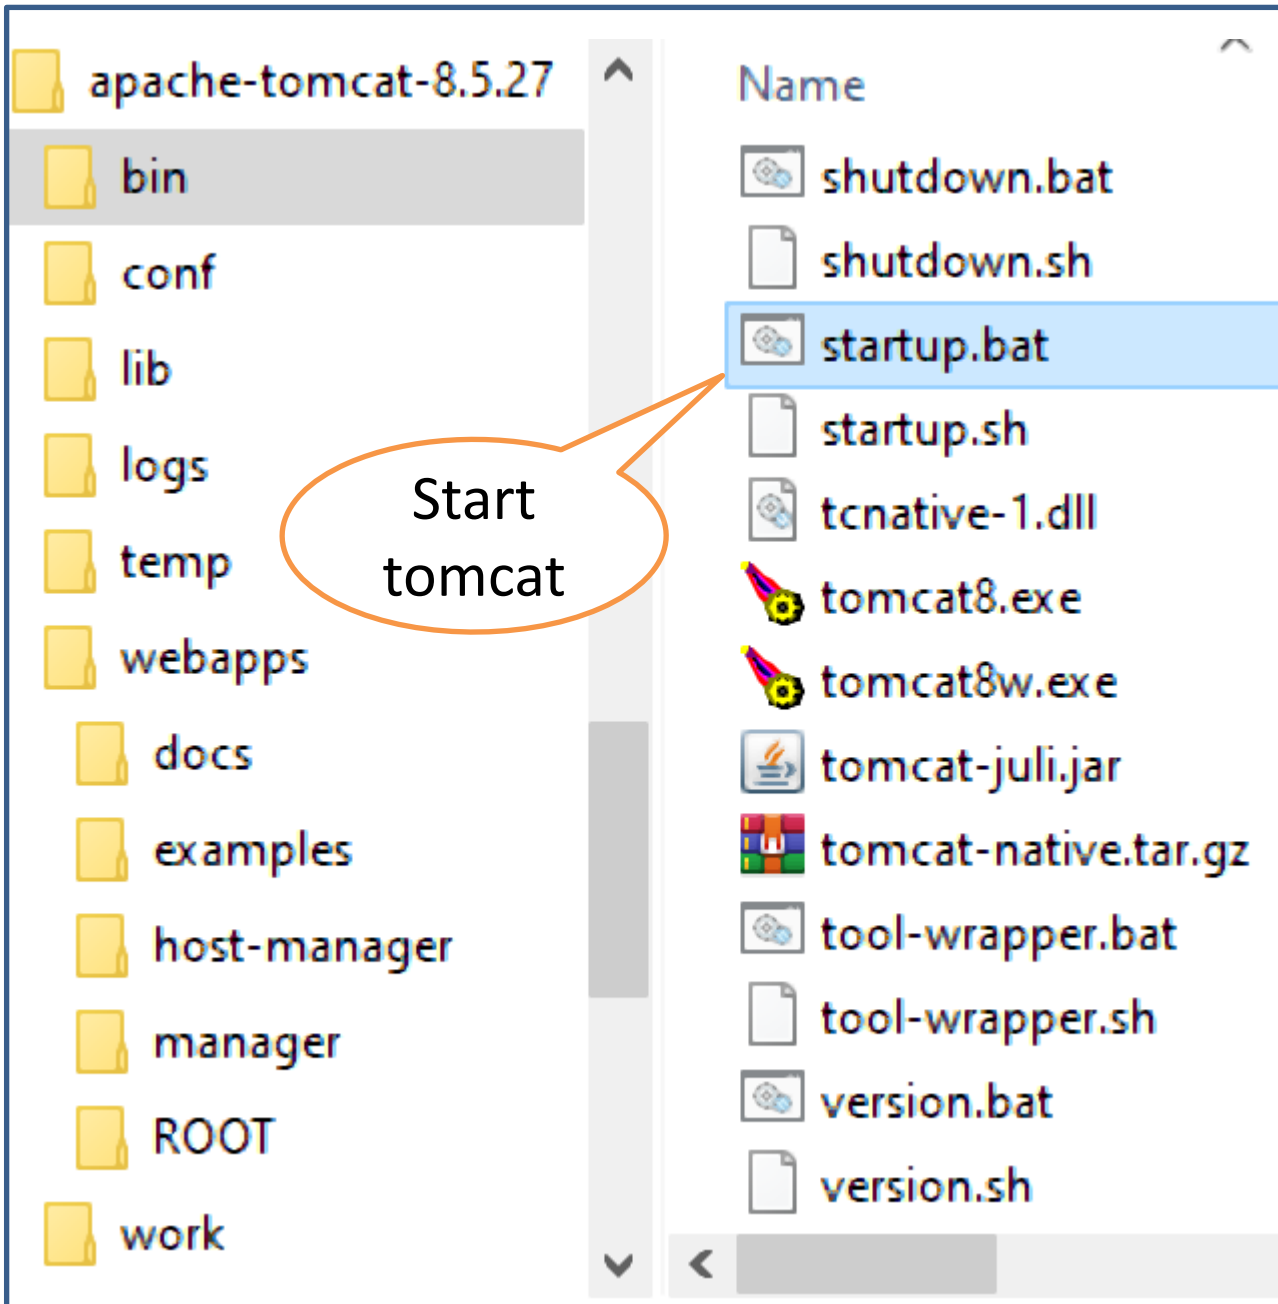 apache-tomcat-8.5.27
bin
conf
lib
logs
temp
webapps
docs
examples
host-manager
manager
ROOT
work
Start
tomcat
Name
shutdown.bat
shutdown.sh
startup.bat
startup.sh
tcnative-1.dll
tomcat8.exe
tomcat8w.exe
tomcat-juli.jar
tomcat-native.tar.gz
tool-wrapper.bat
tool-wrapper.sh
version.bat
version.sh